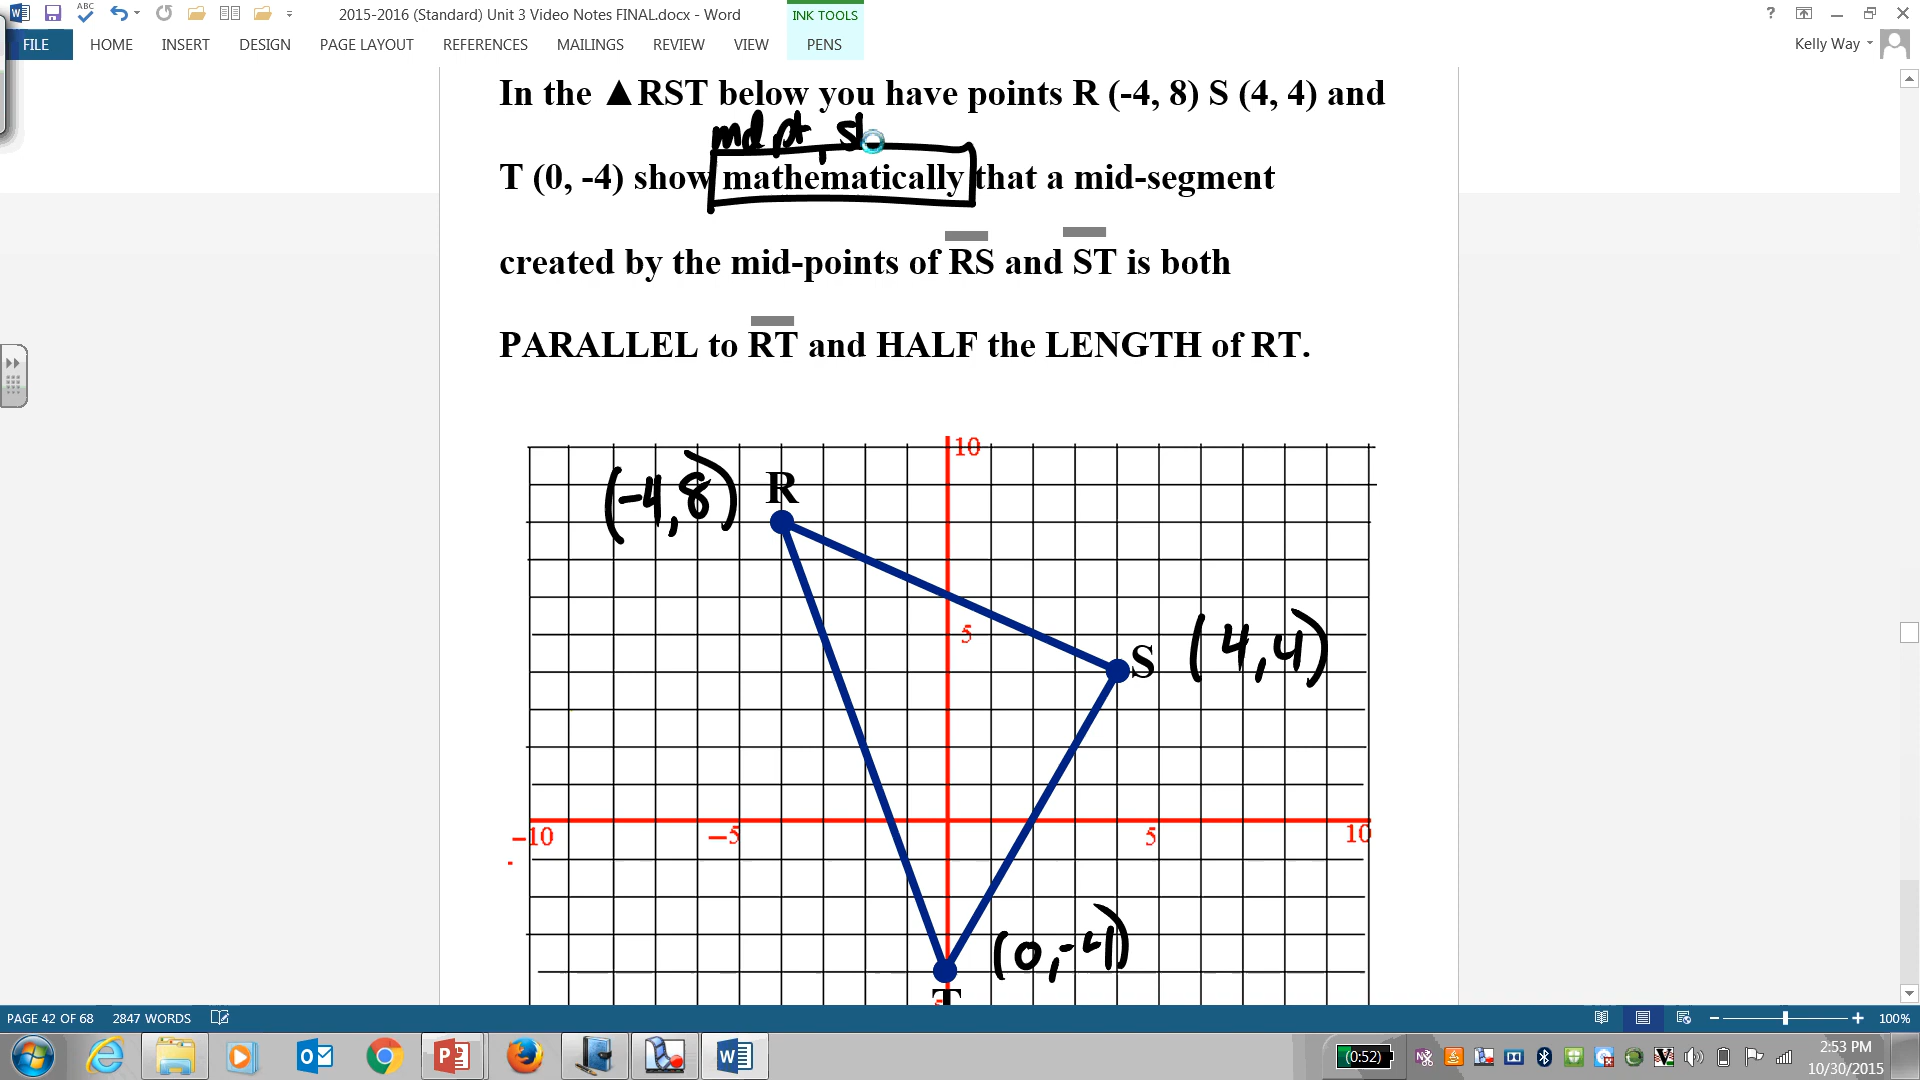 2015-2016 (Standard) Unit 3 Video Notes FINAL.docx - Word
INK TOOLS
FILE HOME INSERT DESIGN PAGE LAYOUT REFERENCES MAILINGS REVIEW VIEW PENS
Kelly Way
In the ▲RST below you have points R (-4, 8) S (4, 4) and
md pt, sl
T (0, -4) show mathematically that a mid-segment
created by the mid-points of RS and ST is both
PARALLEL to RT and HALF the LENGTH of RT.
10
(-4,8) R
5
S (4,4)
-10 -5 5 10
(0,-4)
T
PAGE 42 OF 68 2847 WORDS
100%
(0:52)
2:53 PM
10/30/2015